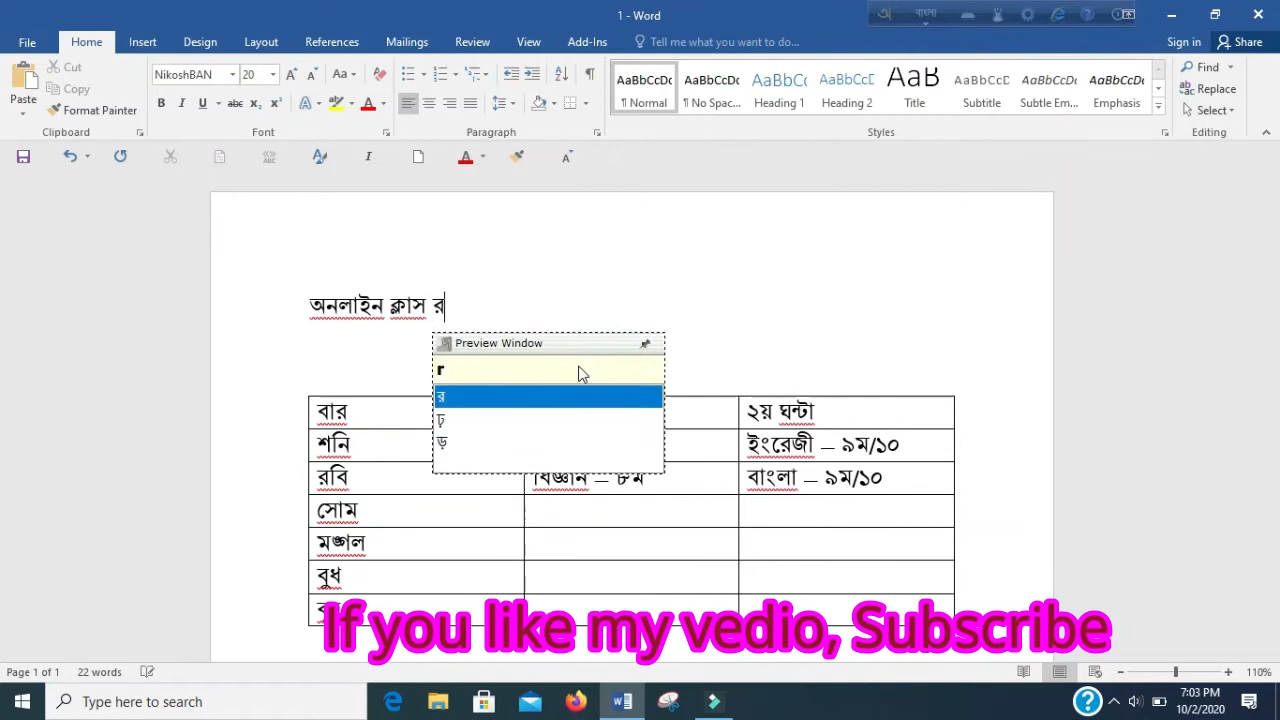 1 - Word
বাংলা
File Home Insert Design Layout References Mailings Review View Add-Ins Tell me what you want to do... Sign in Share
Paste
Cut
Copy
Format Painter
Clipboard
NikoshBAN 20
Font
Paragraph
AaBbCcDc AaBbCcDc AaBbCc AaBbCcC AaB AaBbCcD AaBbCcDc AaBbCcDc
¶ Normal ¶ No Spac... Heading 1 Heading 2 Title Subtitle Subtle Em... Emphasis
Styles
Find
Replace
Select
Editing
অনলাইন ক্লাস র
Preview Window
r
র
ঢ়
ড়
বার ২য় ঘন্টা
শনি ইংরেজী – ৯ম/১০
রবি বিজ্ঞান – ৮ম বাংলা – ৯ম/১০
সোম
মঙ্গল
বুধ
If you like my vedio, Subscribe
Page 1 of 1 22 words 110%
Type here to search
7:03 PM
10/2/2020